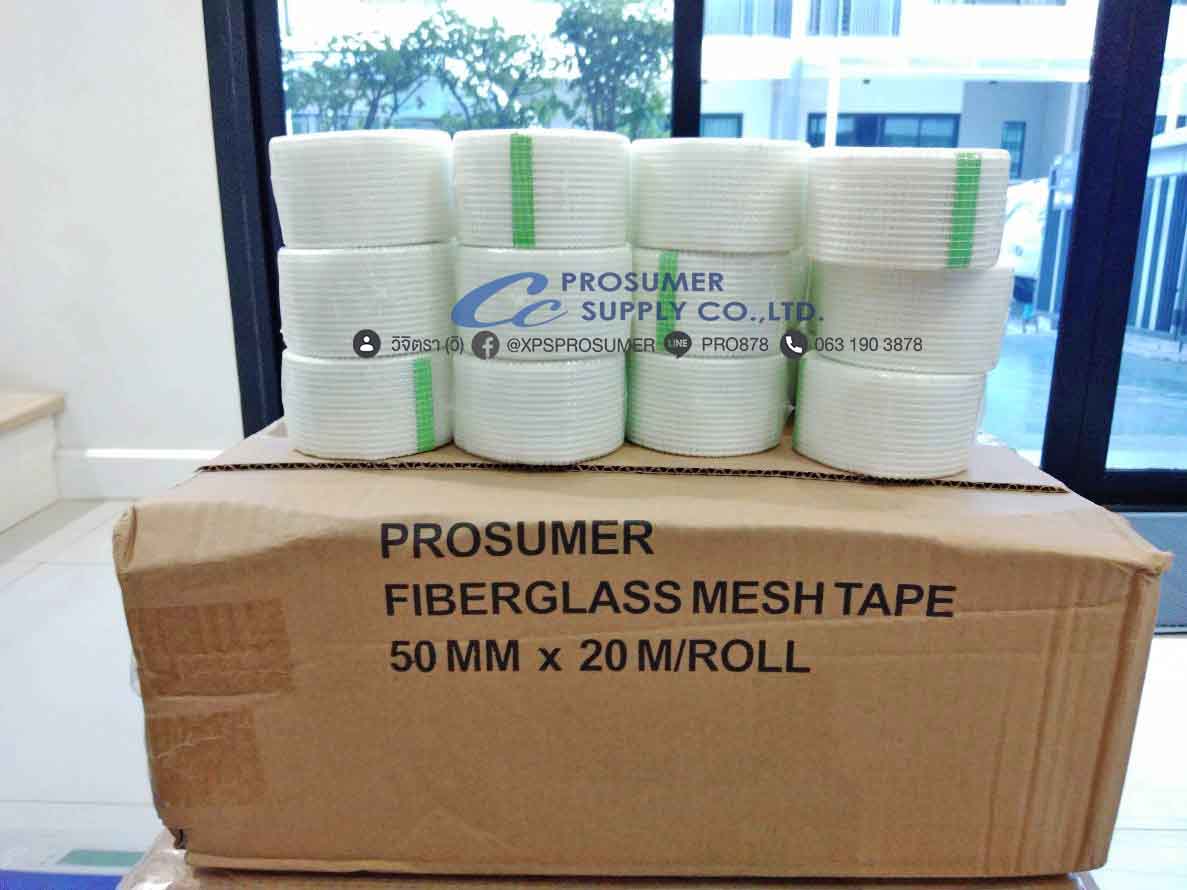 PROSUMER
SUPPLY CO.,LTD.
วิจิตรา (วิ) @XPSPROSUMER LINE PRO878 063 190 3878
PROSUMER
FIBERGLASS MESH TAPE
50 MM x 20 M/ROLL